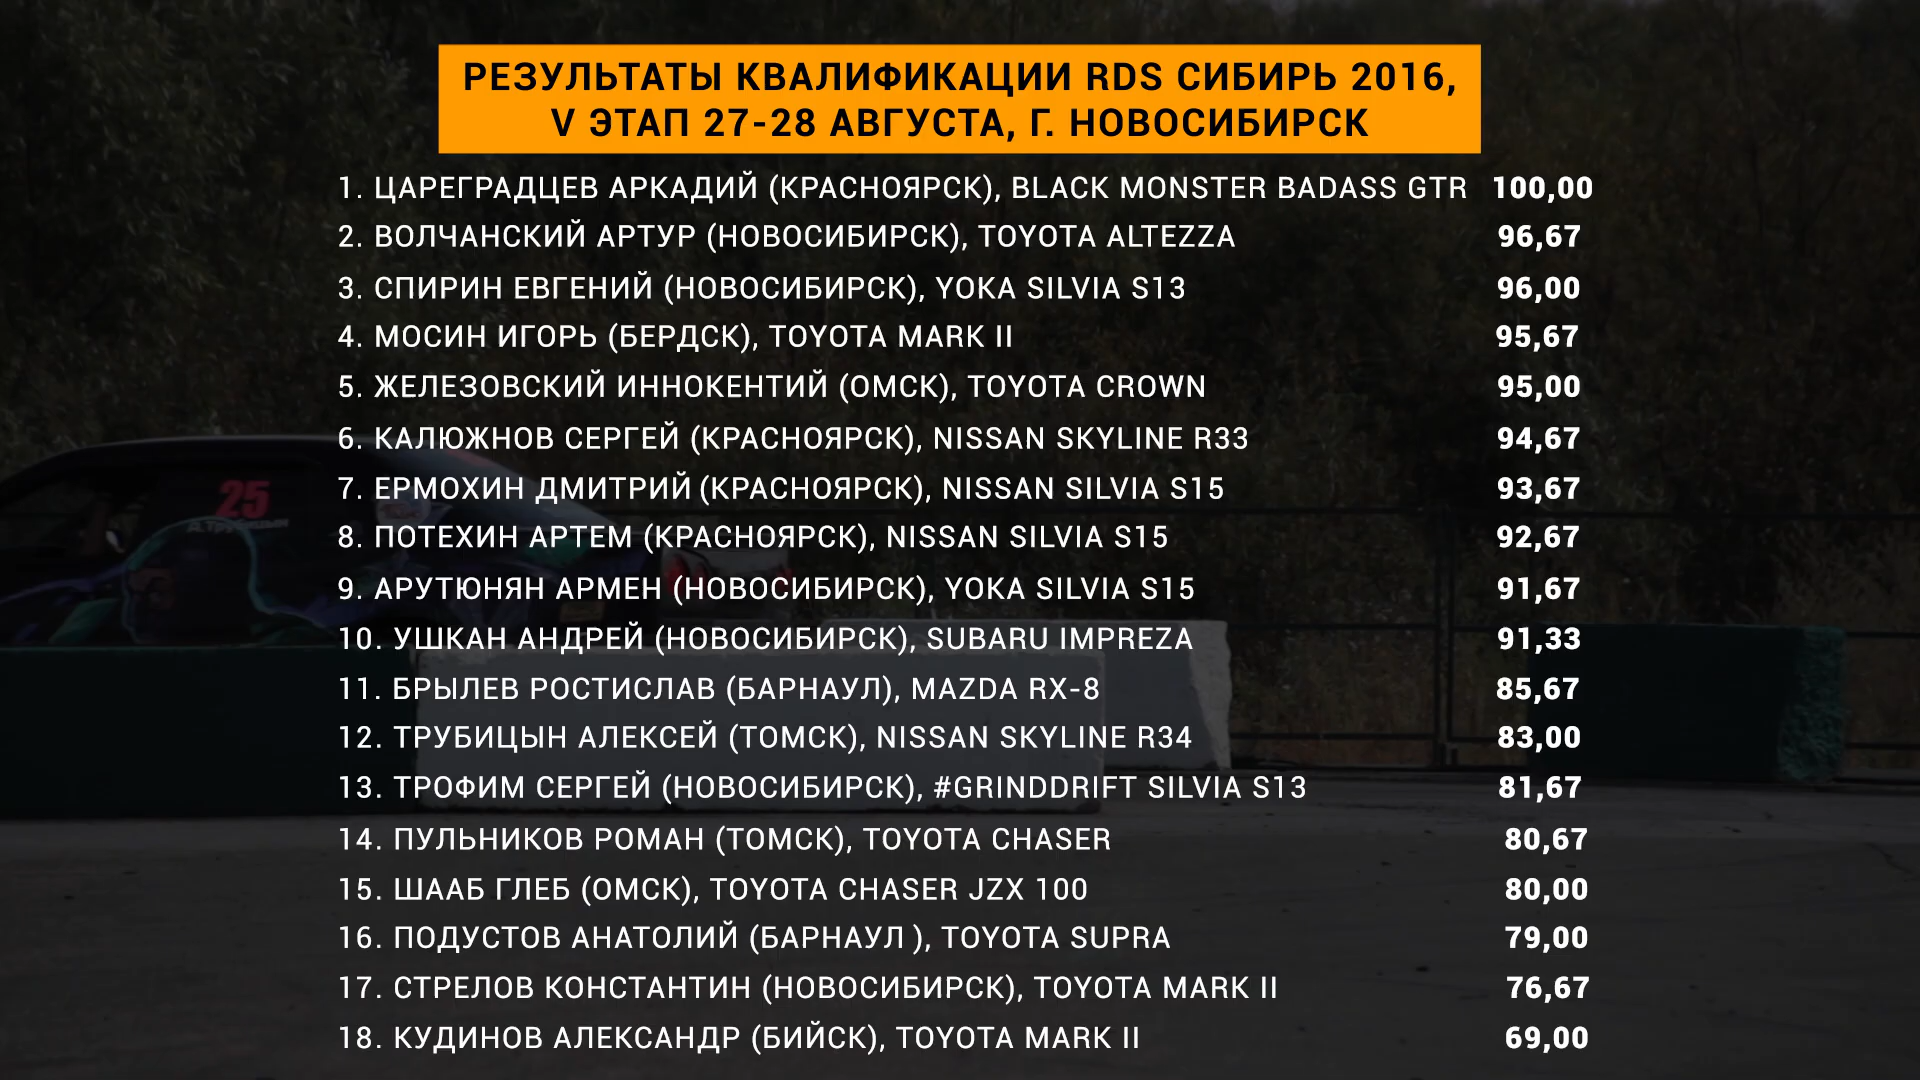 РЕЗУЛЬТАТЫ КВАЛИФИКАЦИИ RDS СИБИРЬ 2016,
V ЭТАП 27-28 АВГУСТА, Г. НОВОСИБИРСК
1. ЦАРЕГРАДЦЕВ АРКАДИЙ (КРАСНОЯРСК), BLACK MONSTER BADASS GTR 100,00
2. ВОЛЧАНСКИЙ АРТУР (НОВОСИБИРСК), TOYOTA ALTEZZA 96,67
3. СПИРИН ЕВГЕНИЙ (НОВОСИБИРСК), YOKA SILVIA S13 96,00
4. МОСИН ИГОРЬ (БЕРДСК), TOYOTA MARK II 95,67
5. ЖЕЛЕЗОВСКИЙ ИННОКЕНТИЙ (ОМСК), TOYOTA CROWN 95,00
6. КАЛЮЖНОВ СЕРГЕЙ (КРАСНОЯРСК), NISSAN SKYLINE R33 94,67
7. ЕРМОХИН ДМИТРИЙ (КРАСНОЯРСК), NISSAN SILVIA S15 93,67
8. ПОТЕХИН АРТЕМ (КРАСНОЯРСК), NISSAN SILVIA S15 92,67
9. АРУТЮНЯН АРМЕН (НОВОСИБИРСК), YOKA SILVIA S15 91,67
10. УШКАН АНДРЕЙ (НОВОСИБИРСК), SUBARU IMPREZA 91,33
11. БРЫЛЕВ РОСТИСЛАВ (БАРНАУЛ), MAZDA RX-8 85,67
12. ТРУБИЦЫН АЛЕКСЕЙ (ТОМСК), NISSAN SKYLINE R34 83,00
13. ТРОФИМ СЕРГЕЙ (НОВОСИБИРСК), #GRINDDRIFT SILVIA S13 81,67
14. ПУЛЬНИКОВ РОМАН (ТОМСК), TOYOTA CHASER 80,67
15. ШААБ ГЛЕБ (ОМСК), TOYOTA CHASER JZX 100 80,00
16. ПОДУСТОВ АНАТОЛИЙ (БАРНАУЛ ), TOYOTA SUPRA 79,00
17. СТРЕЛОВ КОНСТАНТИН (НОВОСИБИРСК), TOYOTA MARK II 76,67
18. КУДИНОВ АЛЕКСАНДР (БИЙСК), TOYOTA MARK II 69,00
25
Д.ТРУБИЦЫН